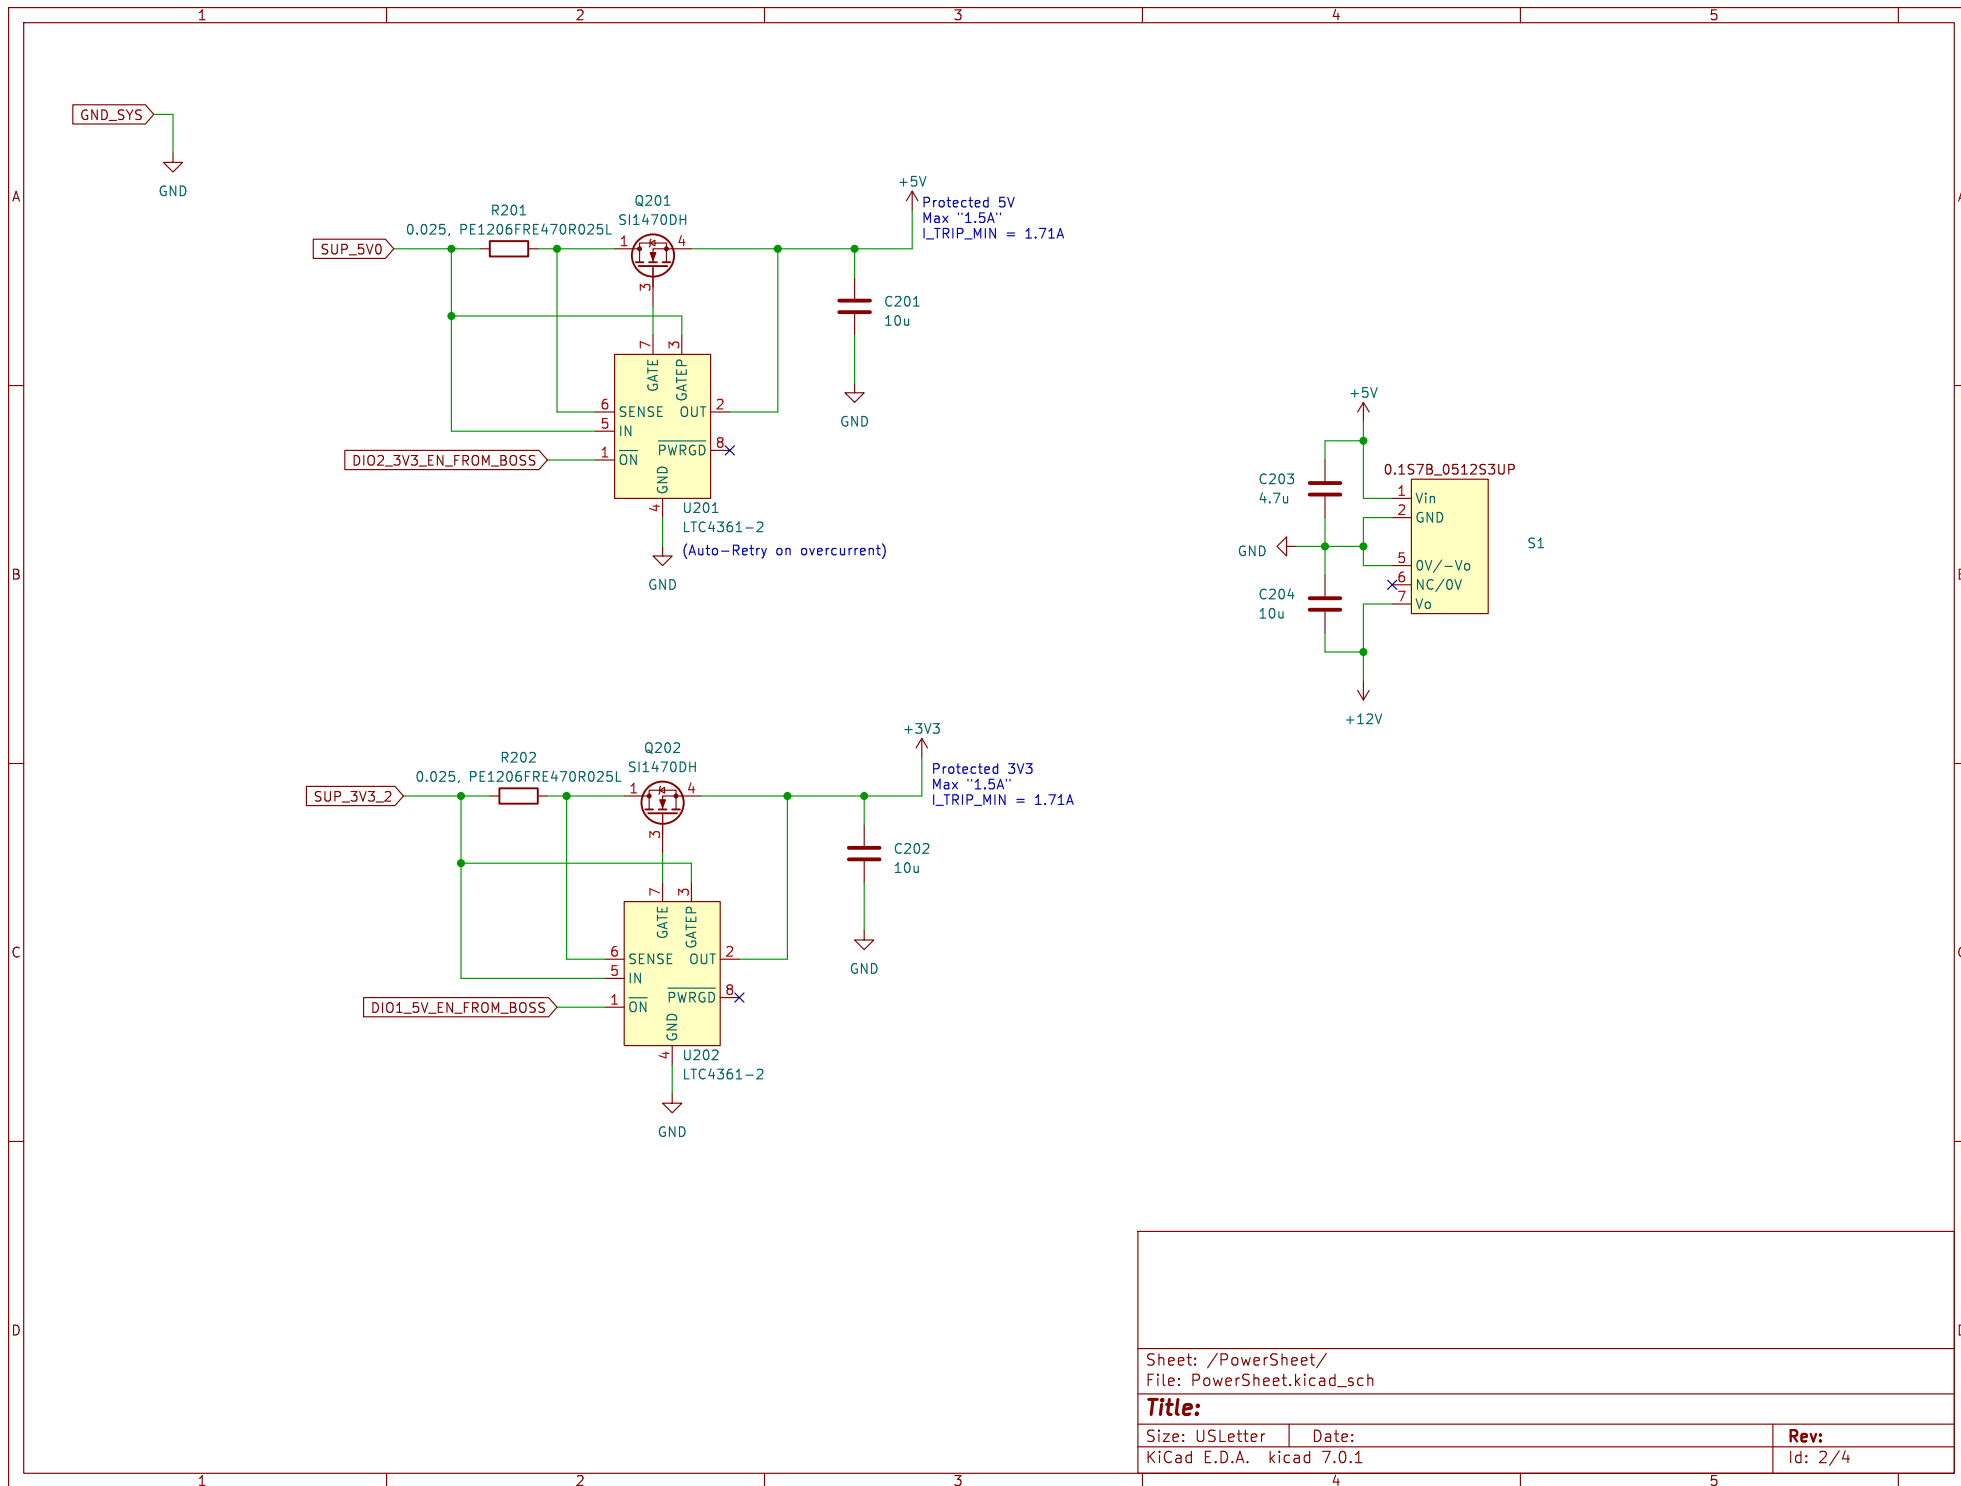 1 2 3 4 5
GND_SYS
GND
A
Q201
SI1470DH
R201
0.025, PE1206FRE470R025L
SUP_5V0
1
4
3
+5V
Protected 5V
Max "1.5A"
I_TRIP_MIN = 1.71A
C201
10u
GND
7
3
GATE
GATEP
6
SENSE
OUT
2
5
IN
PWRGD
8
DIO2_3V3_EN_FROM_BOSS
1
ON
GND
4
U201
LTC4361-2
(Auto-Retry on overcurrent)
GND
B
+5V
0.1S7B_0512S3UP
C203
4.7u
1
Vin
2
GND
GND
S1
5
0V/-Vo
6
NC/0V
7
Vo
C204
10u
+12V
Q202
SI1470DH
R202
0.025, PE1206FRE470R025L
SUP_3V3_2
1
4
3
+3V3
Protected 3V3
Max "1.5A"
I_TRIP_MIN = 1.71A
C202
10u
GND
7
3
GATE
GATEP
C
6
SENSE
OUT
2
5
IN
PWRGD
8
DIO1_5V_EN_FROM_BOSS
1
ON
GND
4
U202
LTC4361-2
GND
D
Sheet: /PowerSheet/
File: PowerSheet.kicad_sch
Title:
Size: USLetter
Date:
Rev:
KiCad E.D.A. kicad 7.0.1
Id: 2/4
1 2 3 4 5